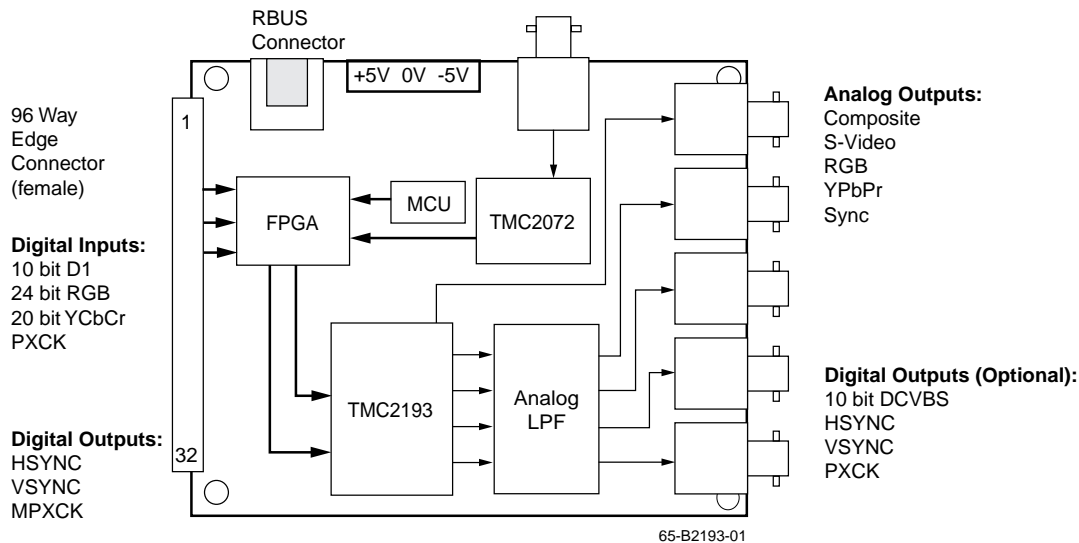 RBUS
Connector
+5V 0V -5V
96 Way
Edge
Connector
(female)
1
32
Digital Inputs:
10 bit D1
24 bit RGB
20 bit YCbCr
PXCK
Digital Outputs:
HSYNC
VSYNC
MPXCK
FPGA
MCU
TMC2072
TMC2193
Analog
LPF
Analog Outputs:
Composite
S-Video
RGB
YPbPr
Sync
Digital Outputs (Optional):
10 bit DCVBS
HSYNC
VSYNC
PXCK
65-B2193-01